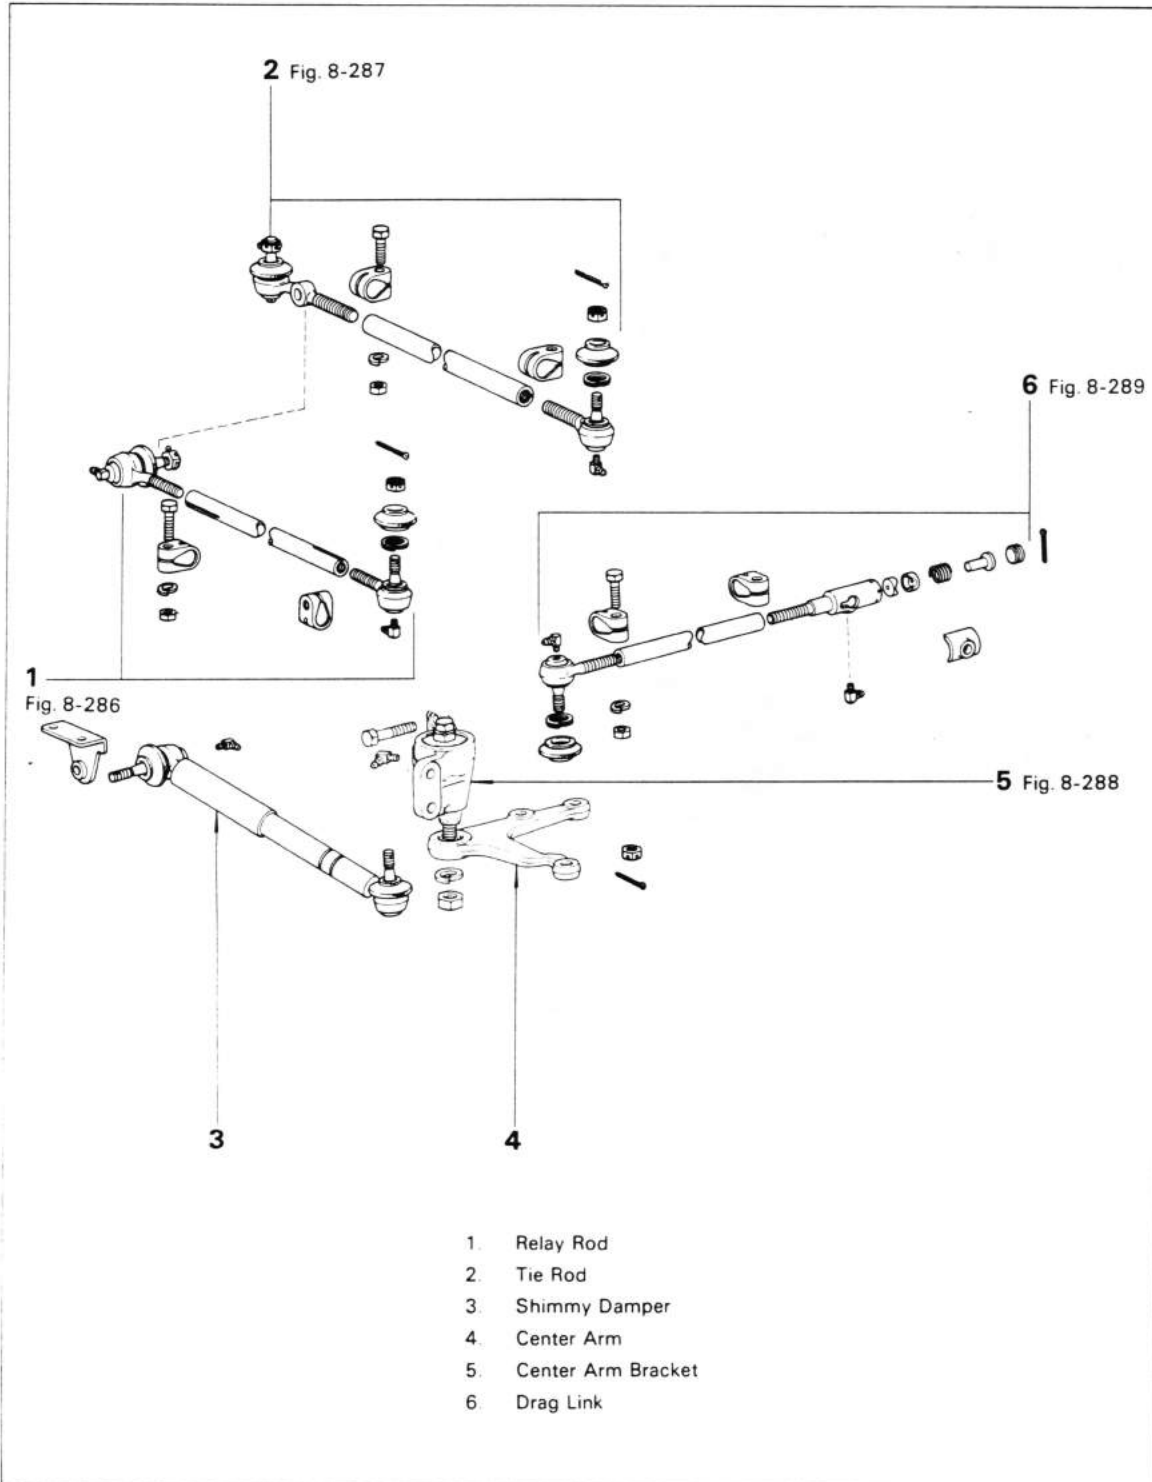 2 Fig. 8-287
6 Fig. 8-289
1
Fig. 8-286
5 Fig. 8-288
3
4
1. Relay Rod
2. Tie Rod
3. Shimmy Damper
4. Center Arm
5. Center Arm Bracket
6. Drag Link